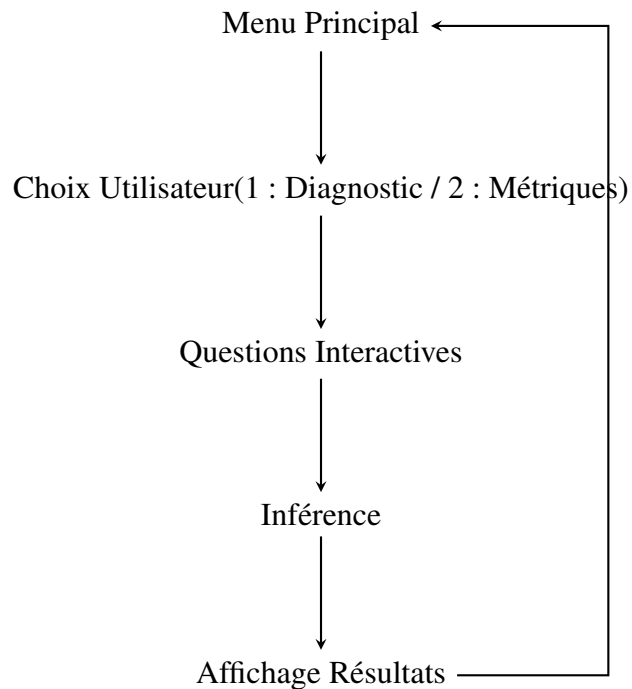 Menu Principal
Choix Utilisateur(1 : Diagnostic / 2 : Métriques)
Questions Interactives
Inférence
Affichage Résultats